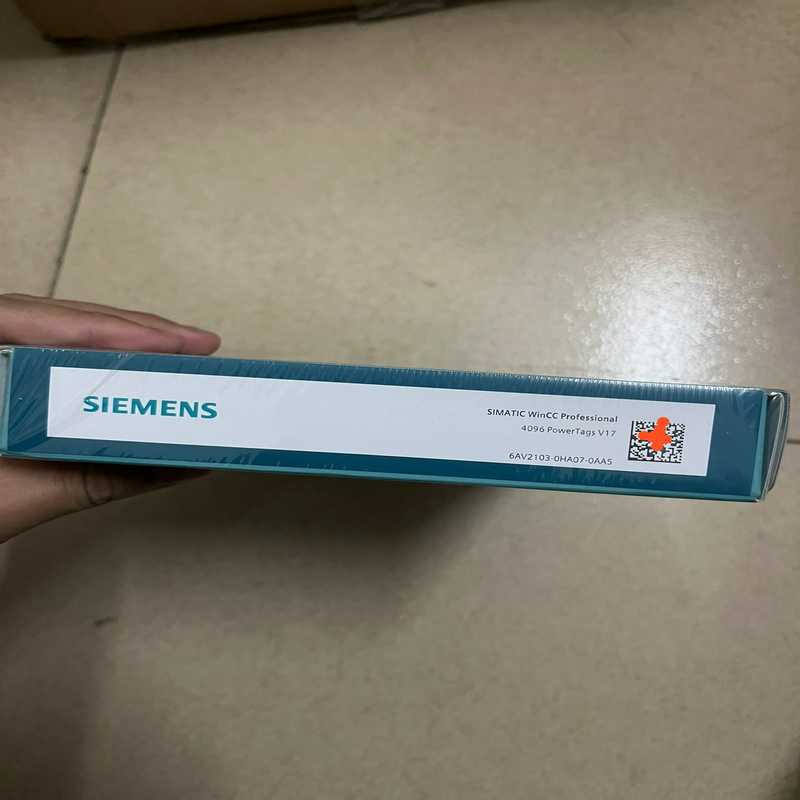 SIEMENS
SIMATIC WinCC Professional
4096 PowerTags V17
6AV2103-0HA07-0AA5